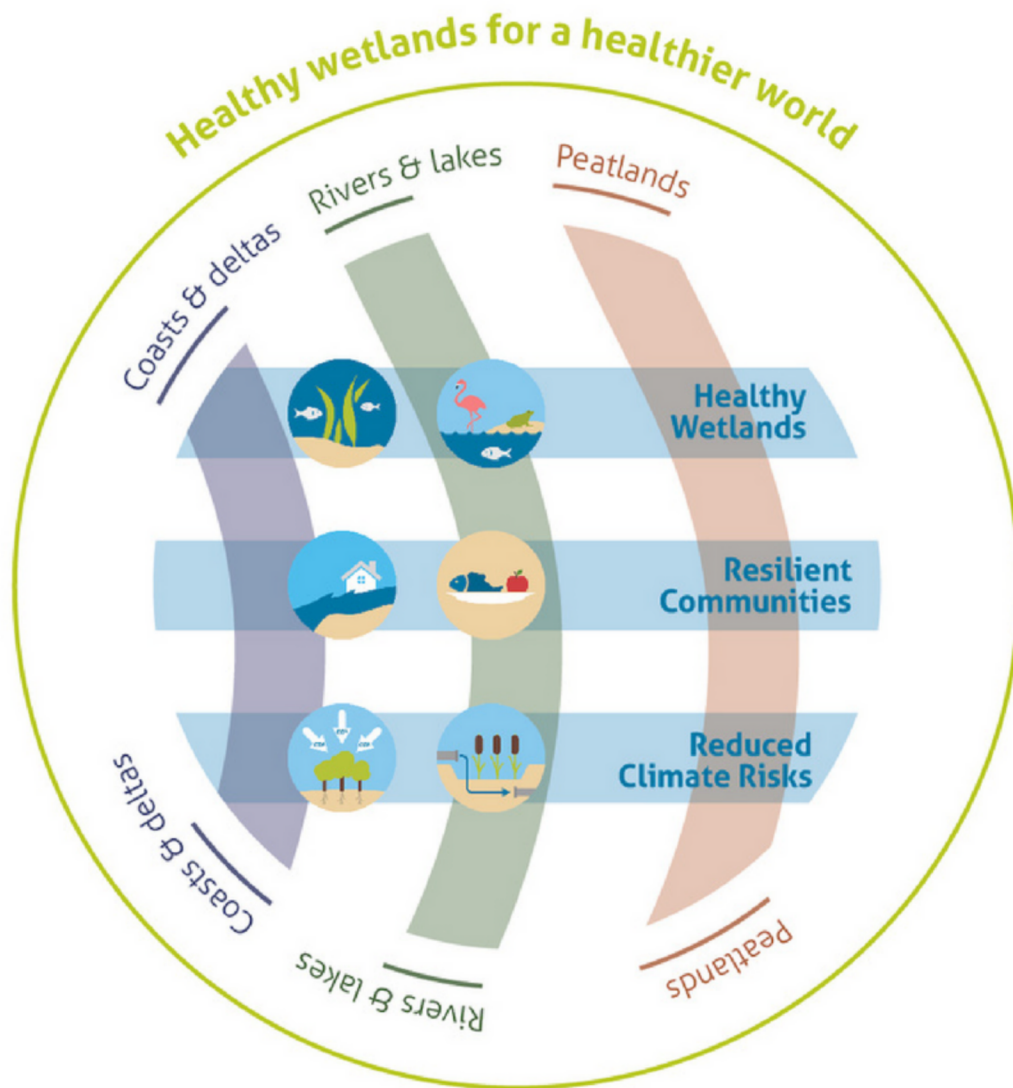 Healthy wetlands for a healthier world
Coasts & deltas
Rivers & lakes
Peatlands
Healthy
Wetlands
Resilient
Communities
Reduced
Climate Risks
Coasts & deltas
Rivers & lakes
Peatlands